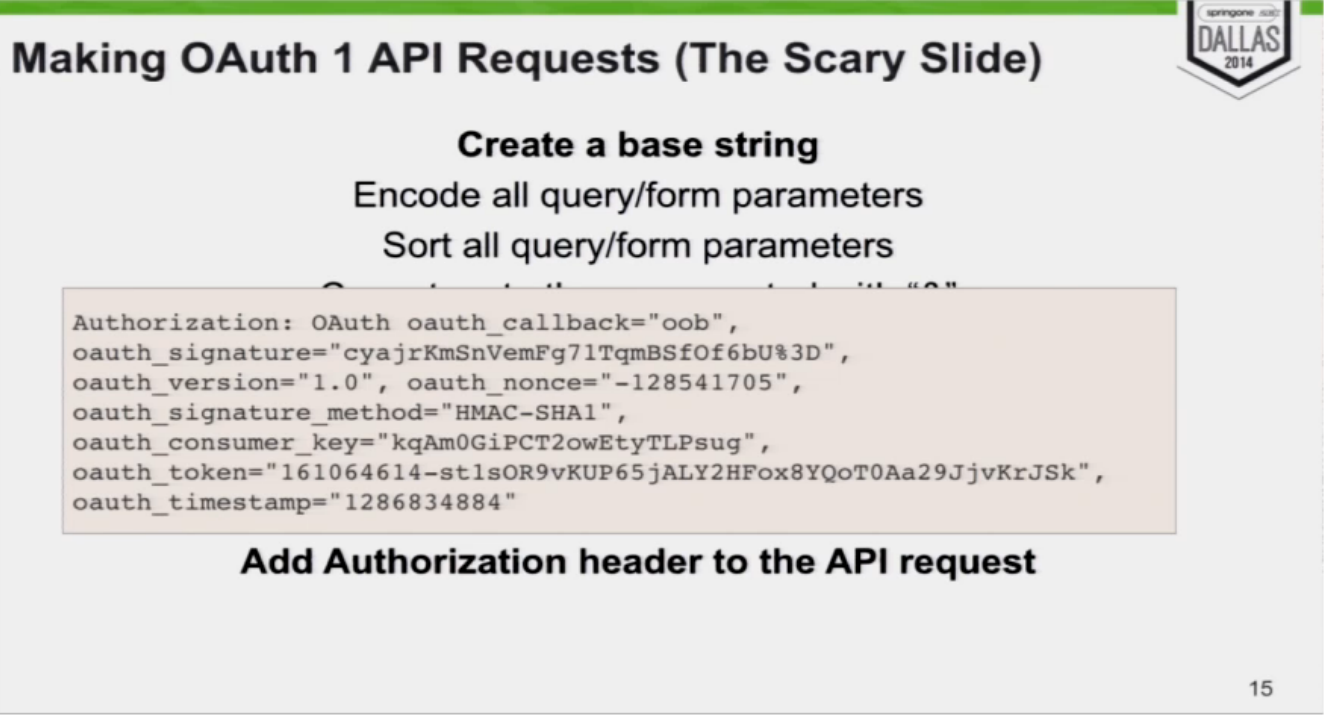 springone
DALLAS
2014
Making OAuth 1 API Requests (The Scary Slide)
Create a base string
Encode all query/form parameters
Sort all query/form parameters
Authorization: OAuth oauth_callback="oob",
oauth_signature="cyajrKmSnVemFg71TqmBSfOf6bU%3D",
oauth_version="1.0", oauth_nonce="-128541705",
oauth_signature_method="HMAC-SHA1",
oauth_consumer_key="kqAm0GiPCT2owEtyTLPsug",
oauth_token="161064614-st1sOR9vKUP65jALY2HFox8YQoT0Aa29JjvKrJSk",
oauth_timestamp="1286834884"
Add Authorization header to the API request
15